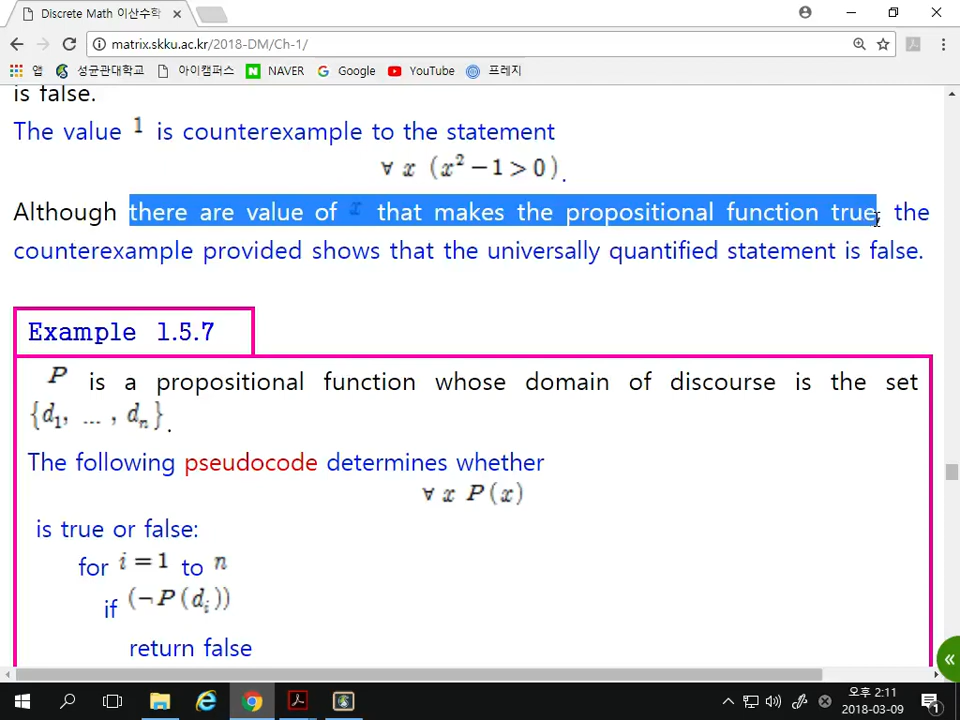 Discrete Math 이산수학
matrix.skku.ac.kr/2018-DM/Ch-1/
앱 성균관대학교 아이캠퍼스 NAVER Google YouTube 프레지
is false.
The value 1 is counterexample to the statement
∀ x (x² − 1 > 0).
Although there are value of x that makes the propositional function true, the
counterexample provided shows that the universally quantified statement is false.
Example 1.5.7
P is a propositional function whose domain of discourse is the set
{d₁, … , dₙ}.
The following pseudocode determines whether
∀ x P(x)
is true or false:
for i = 1 to n
if (¬P(dᵢ))
return false
오후 2:11
2018-03-09
1